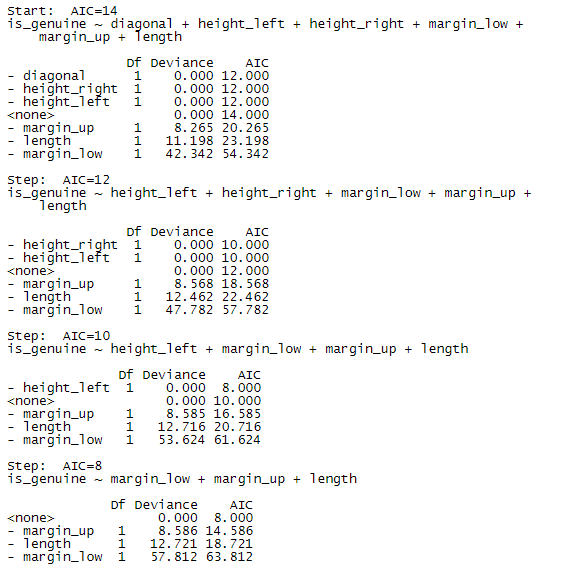 Start:  AIC=14
is_genuine ~ diagonal + height_left + height_right + margin_low +
    margin_up + length

               Df Deviance    AIC
- diagonal      1    0.000 12.000
- height_right  1    0.000 12.000
- height_left   1    0.000 12.000
<none>               0.000 14.000
- margin_up     1    8.265 20.265
- length        1   11.198 23.198
- margin_low    1   42.342 54.342

Step:  AIC=12
is_genuine ~ height_left + height_right + margin_low + margin_up +
    length

               Df Deviance    AIC
- height_right  1    0.000 10.000
- height_left   1    0.000 10.000
<none>               0.000 12.000
- margin_up     1    8.568 18.568
- length        1   12.462 22.462
- margin_low    1   47.782 57.782

Step:  AIC=10
is_genuine ~ height_left + margin_low + margin_up + length

              Df Deviance    AIC
- height_left  1    0.000  8.000
<none>              0.000 10.000
- margin_up    1    8.585 16.585
- length       1   12.716 20.716
- margin_low   1   53.624 61.624

Step:  AIC=8
is_genuine ~ margin_low + margin_up + length

             Df Deviance    AIC
<none>             0.000  8.000
- margin_up   1    8.586 14.586
- length      1   12.721 18.721
- margin_low  1   57.812 63.812